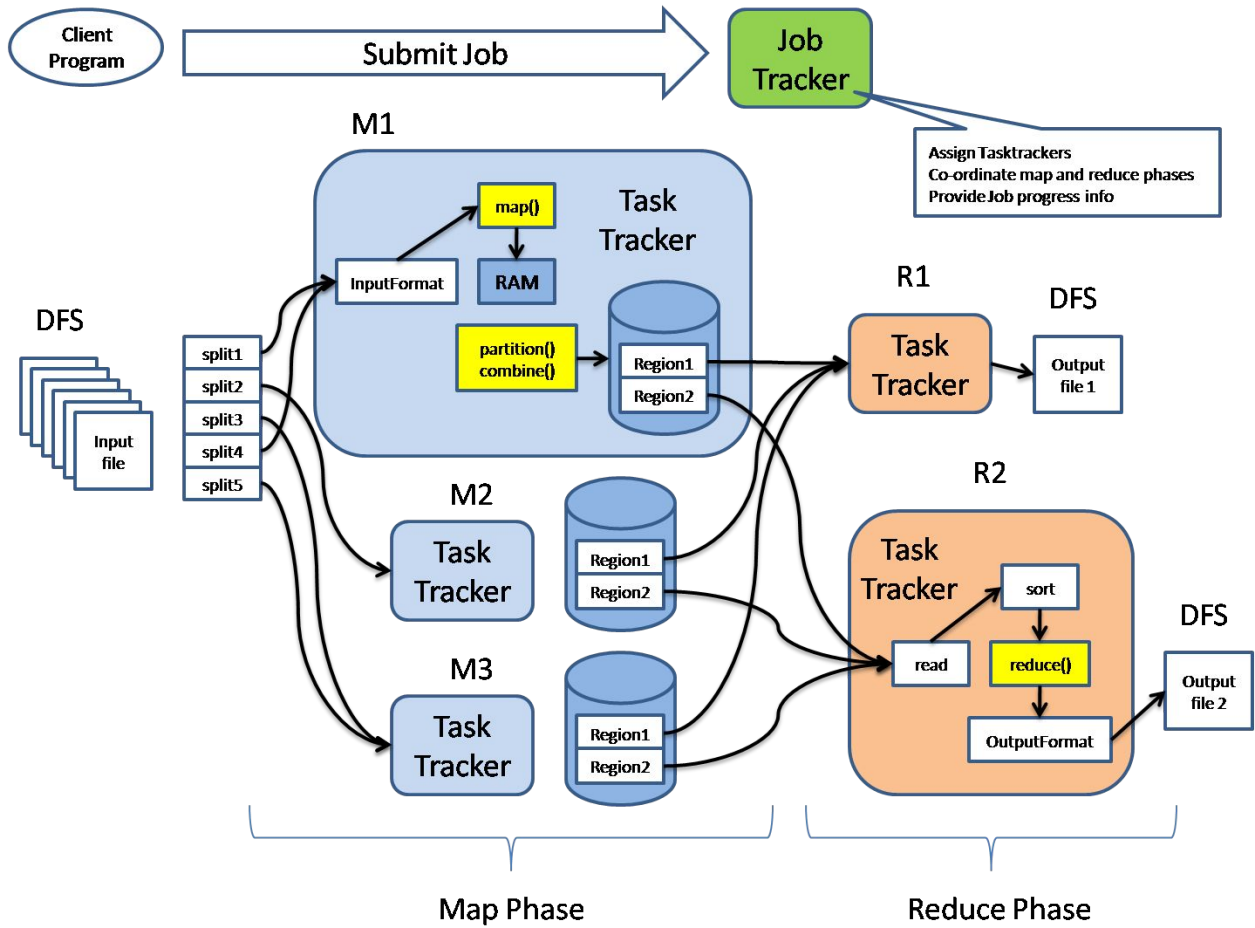 Client
Program
Submit Job
Job
Tracker
Assign Tasktrackers
Co-ordinate map and reduce phases
Provide Job progress info
M1
Task
Tracker
map()
InputFormat
RAM
partition()
combine()
Region1
Region2
DFS
Input
file
split1
split2
split3
split4
split5
M2
Task
Tracker
Region1
Region2
M3
Task
Tracker
Region1
Region2
R1
Task
Tracker
DFS
Output
file 1
R2
Task
Tracker
sort
read
reduce()
OutputFormat
DFS
Output
file 2
Map Phase
Reduce Phase